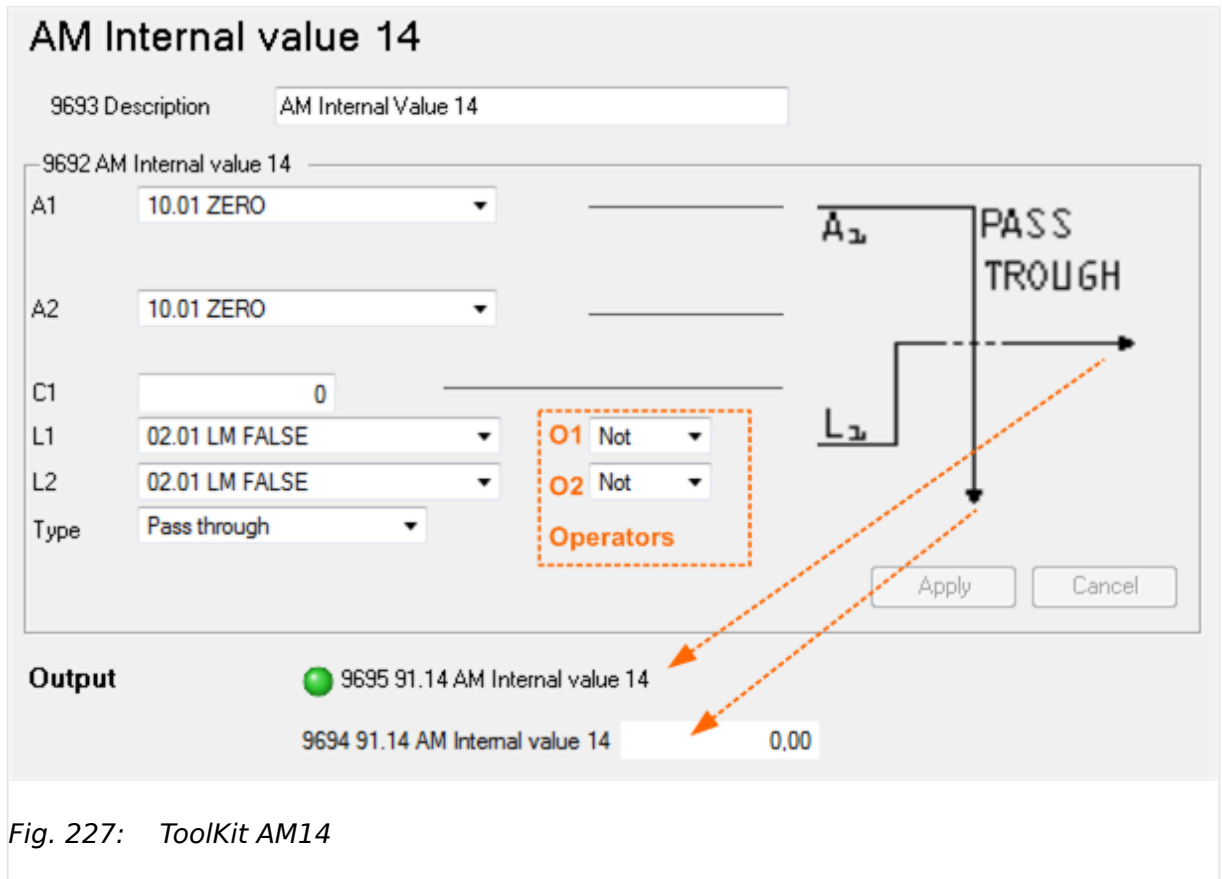 AM Internal value 14
9693 Description AM Internal Value 14
9692 AM Internal value 14
A1 10.01 ZERO
A1 PASS
TROUGH
A2 10.01 ZERO
C1 0
L1 02.01 LM FALSE O1 Not L1
L2 02.01 LM FALSE O2 Not
Type Pass through Operators
Apply Cancel
Output 9695 91.14 AM Internal value 14
9694 91.14 AM Internal value 14 0,00
Fig. 227: ToolKit AM14